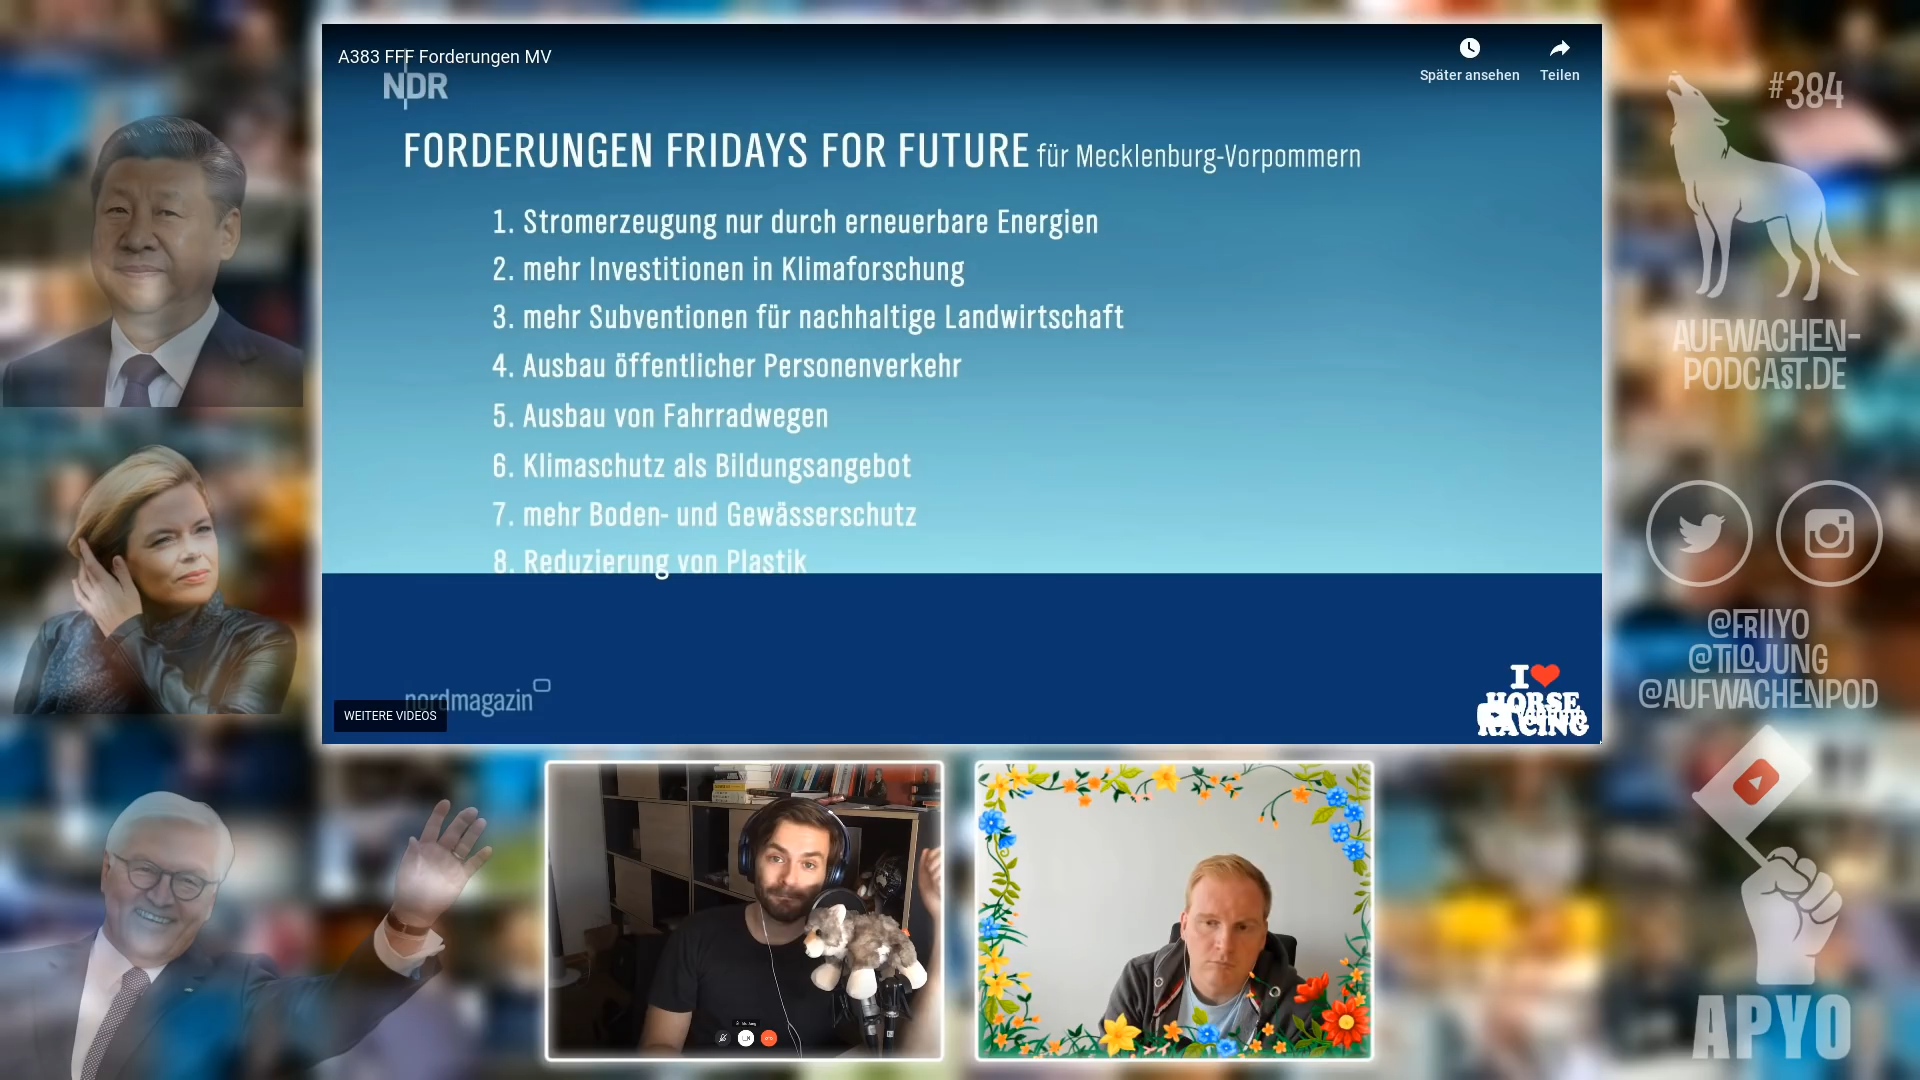 A383 FFF Forderungen MV
Später ansehen
Teilen
NDR
FORDERUNGEN FRIDAYS FOR FUTURE für Mecklenburg-Vorpommern
1. Stromerzeugung nur durch erneuerbare Energien
2. mehr Investitionen in Klimaforschung
3. mehr Subventionen für nachhaltige Landwirtschaft
4. Ausbau öffentlicher Personenverkehr
5. Ausbau von Fahrradwegen
6. Klimaschutz als Bildungsangebot
7. mehr Boden- und Gewässerschutz
8. Reduzierung von Plastik
nordmagazin
WEITERE VIDEOS
I
HORSE
RACING
#384
AUFWACHEN-
PODCAST.DE
@FRIIYO
@TILOJUNG
@AUFWACHENPOD
APYO